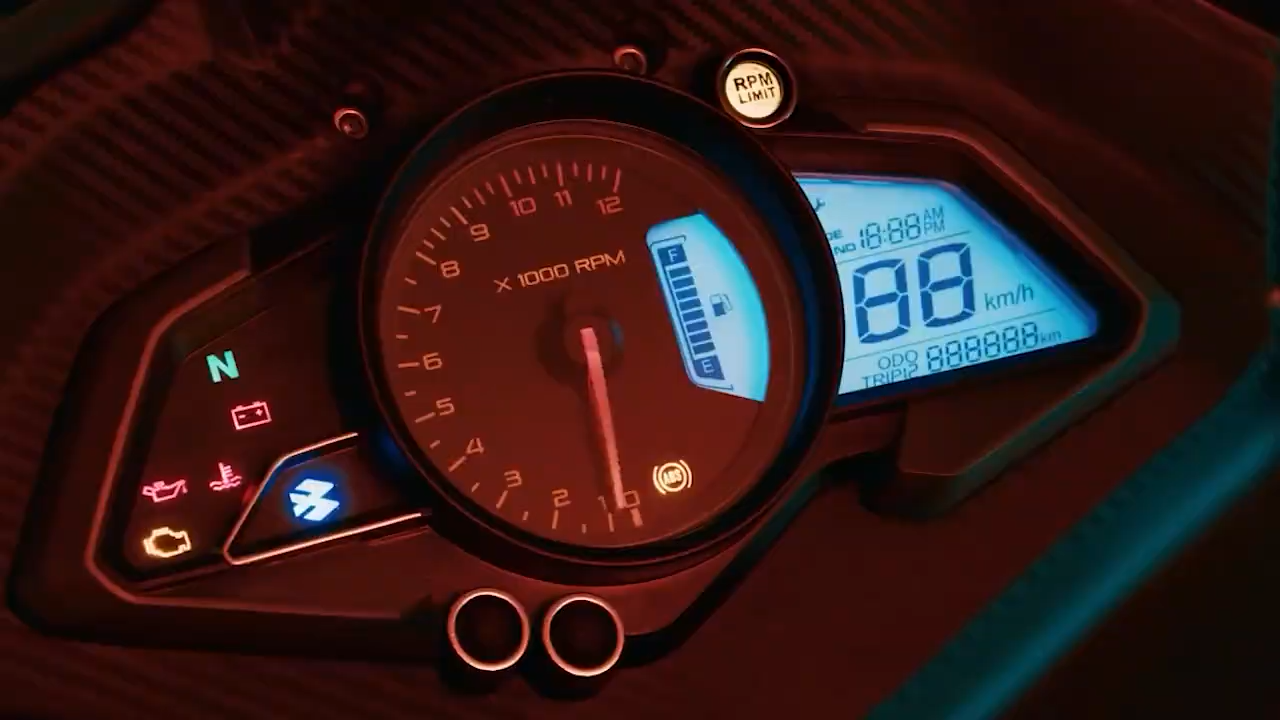 RPM
LIMIT
12
11
10
9
8
7
6
5
4
3
2
1
0
X 1000 RPM
F
E
N
ABS
18:88 AM
PM
88 km/h
ODO 888888 km
TRIP12